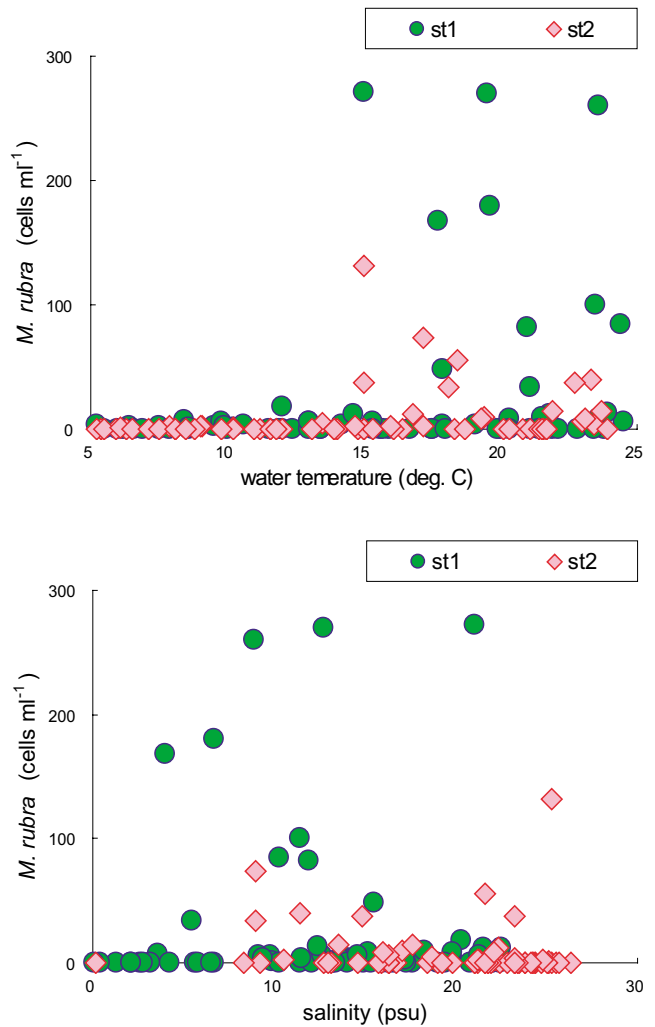 st1 st2
300
200
100
0
M. rubra (cells ml⁻¹)
5 10 15 20 25
water temerature (deg. C)
st1 st2
300
200
100
0
M. rubra (cells ml⁻¹)
0 10 20 30
salinity (psu)